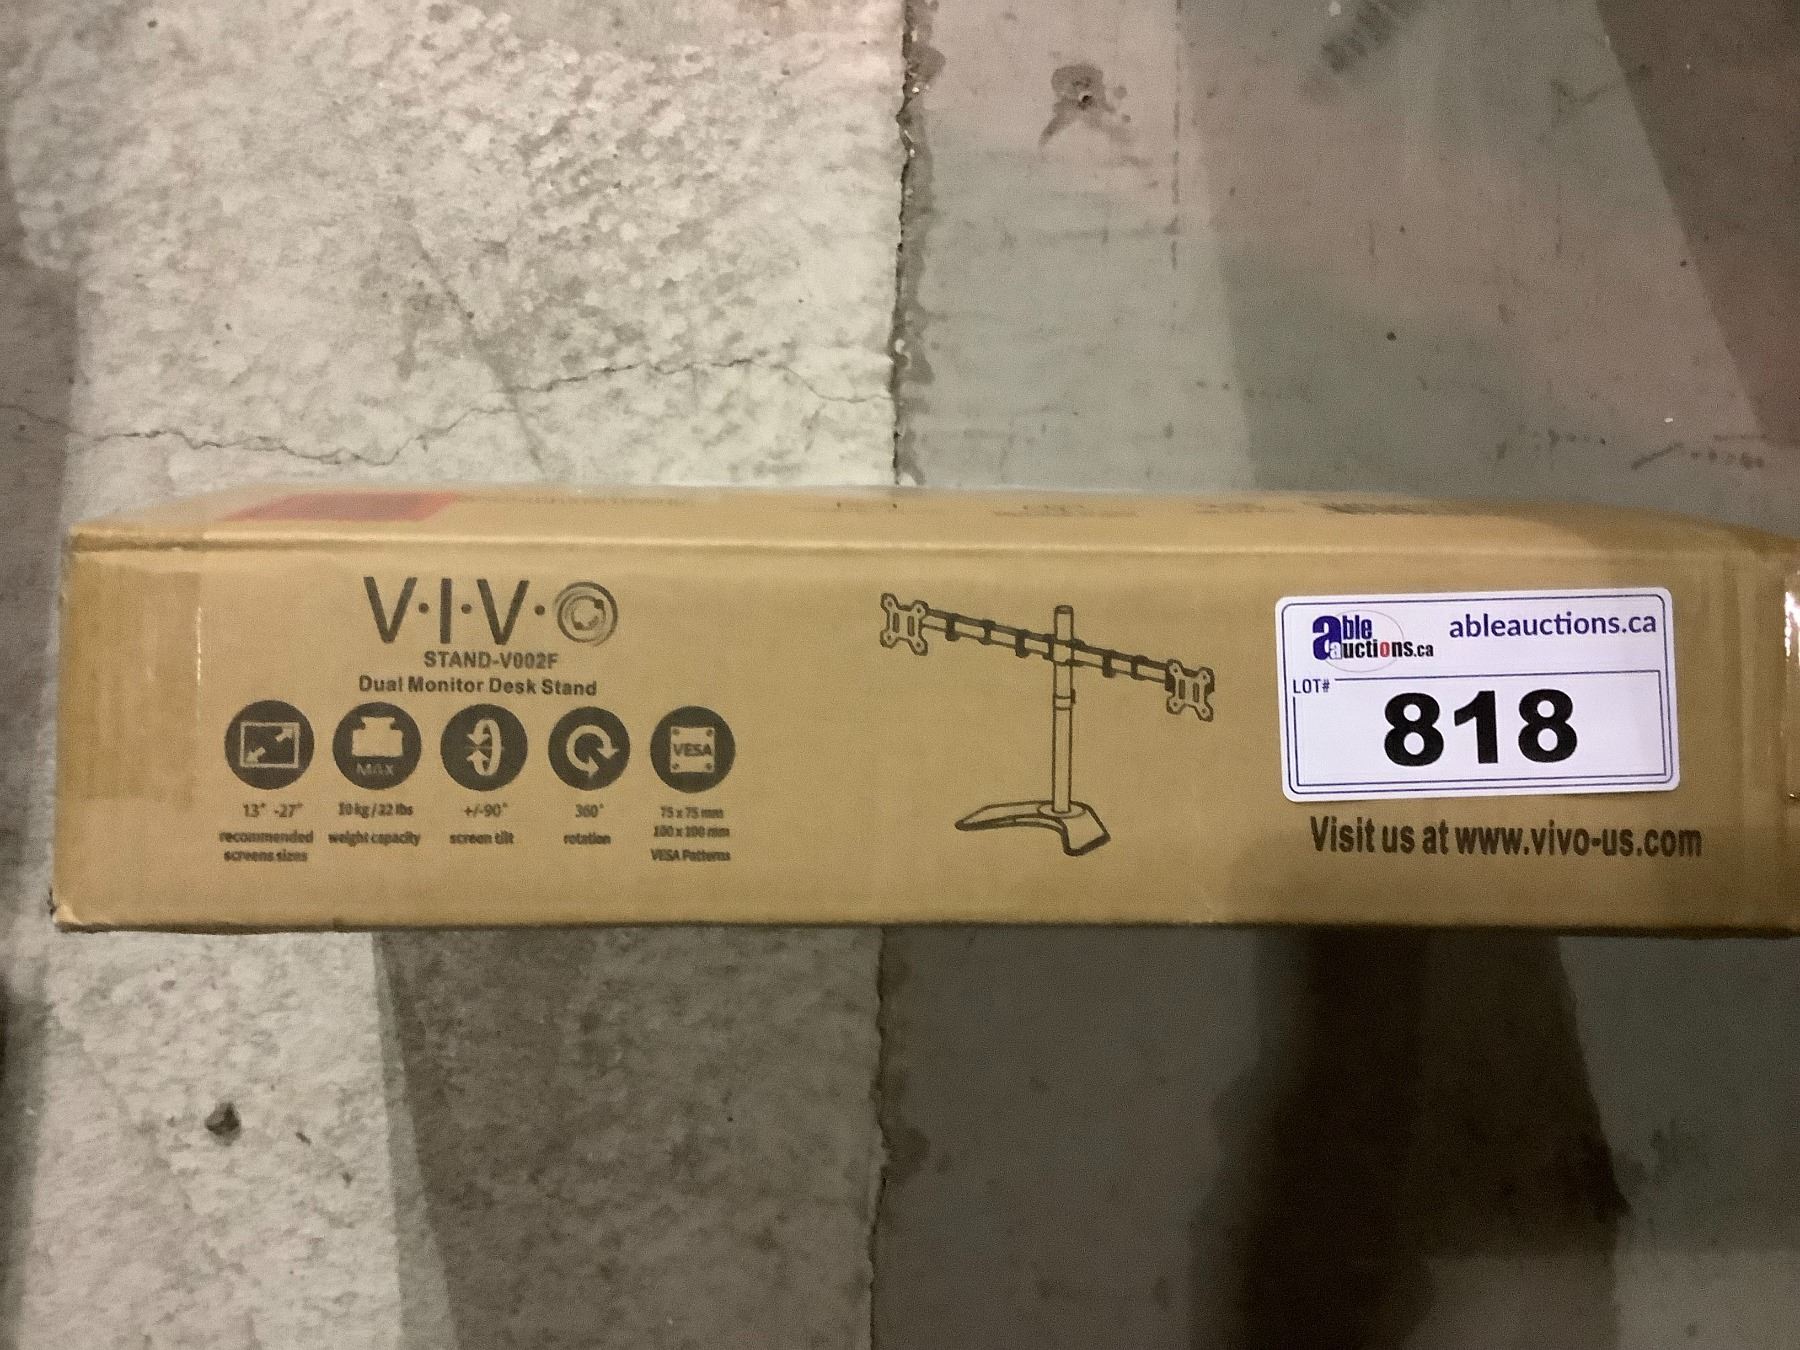 V·I·V·O
STAND-V002F
Dual Monitor Desk Stand
MAX
VESA
13" -27"
recommended
screens sizes
10kg/22 lbs
weight capacity
+/-90°
screen tilt
360°
rotation
75 x 75 mm
100 x 100 mm
VESA Patterns
able
auctions.ca
ableauctions.ca
LOT#
818
Visit us at www.vivo-us.com